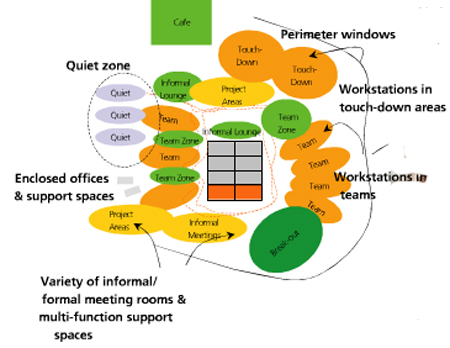 Cafe
Perimeter windows
Touch-
Down
Touch-
Down
Quiet zone
Informal
Lounge
Project
Areas
Workstations in
touch-down areas
Quiet
Quiet
Quiet
Team
Team Zone
Team
Team Zone
Informal Lounge
Team
Zone
Team
Team
Team
Team
Workstations in
teams
Enclosed offices
& support spaces
Project
Areas
Informal
Meetings
Break-out
Variety of informal/
formal meeting rooms &
multi-function support
spaces